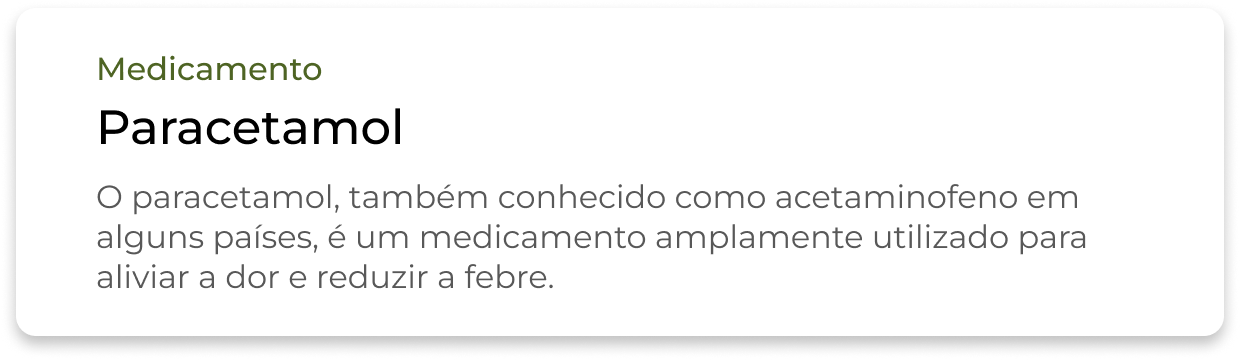 Medicamento
Paracetamol
O paracetamol, também conhecido como acetaminofeno em
alguns países, é um medicamento amplamente utilizado para
aliviar a dor e reduzir a febre.